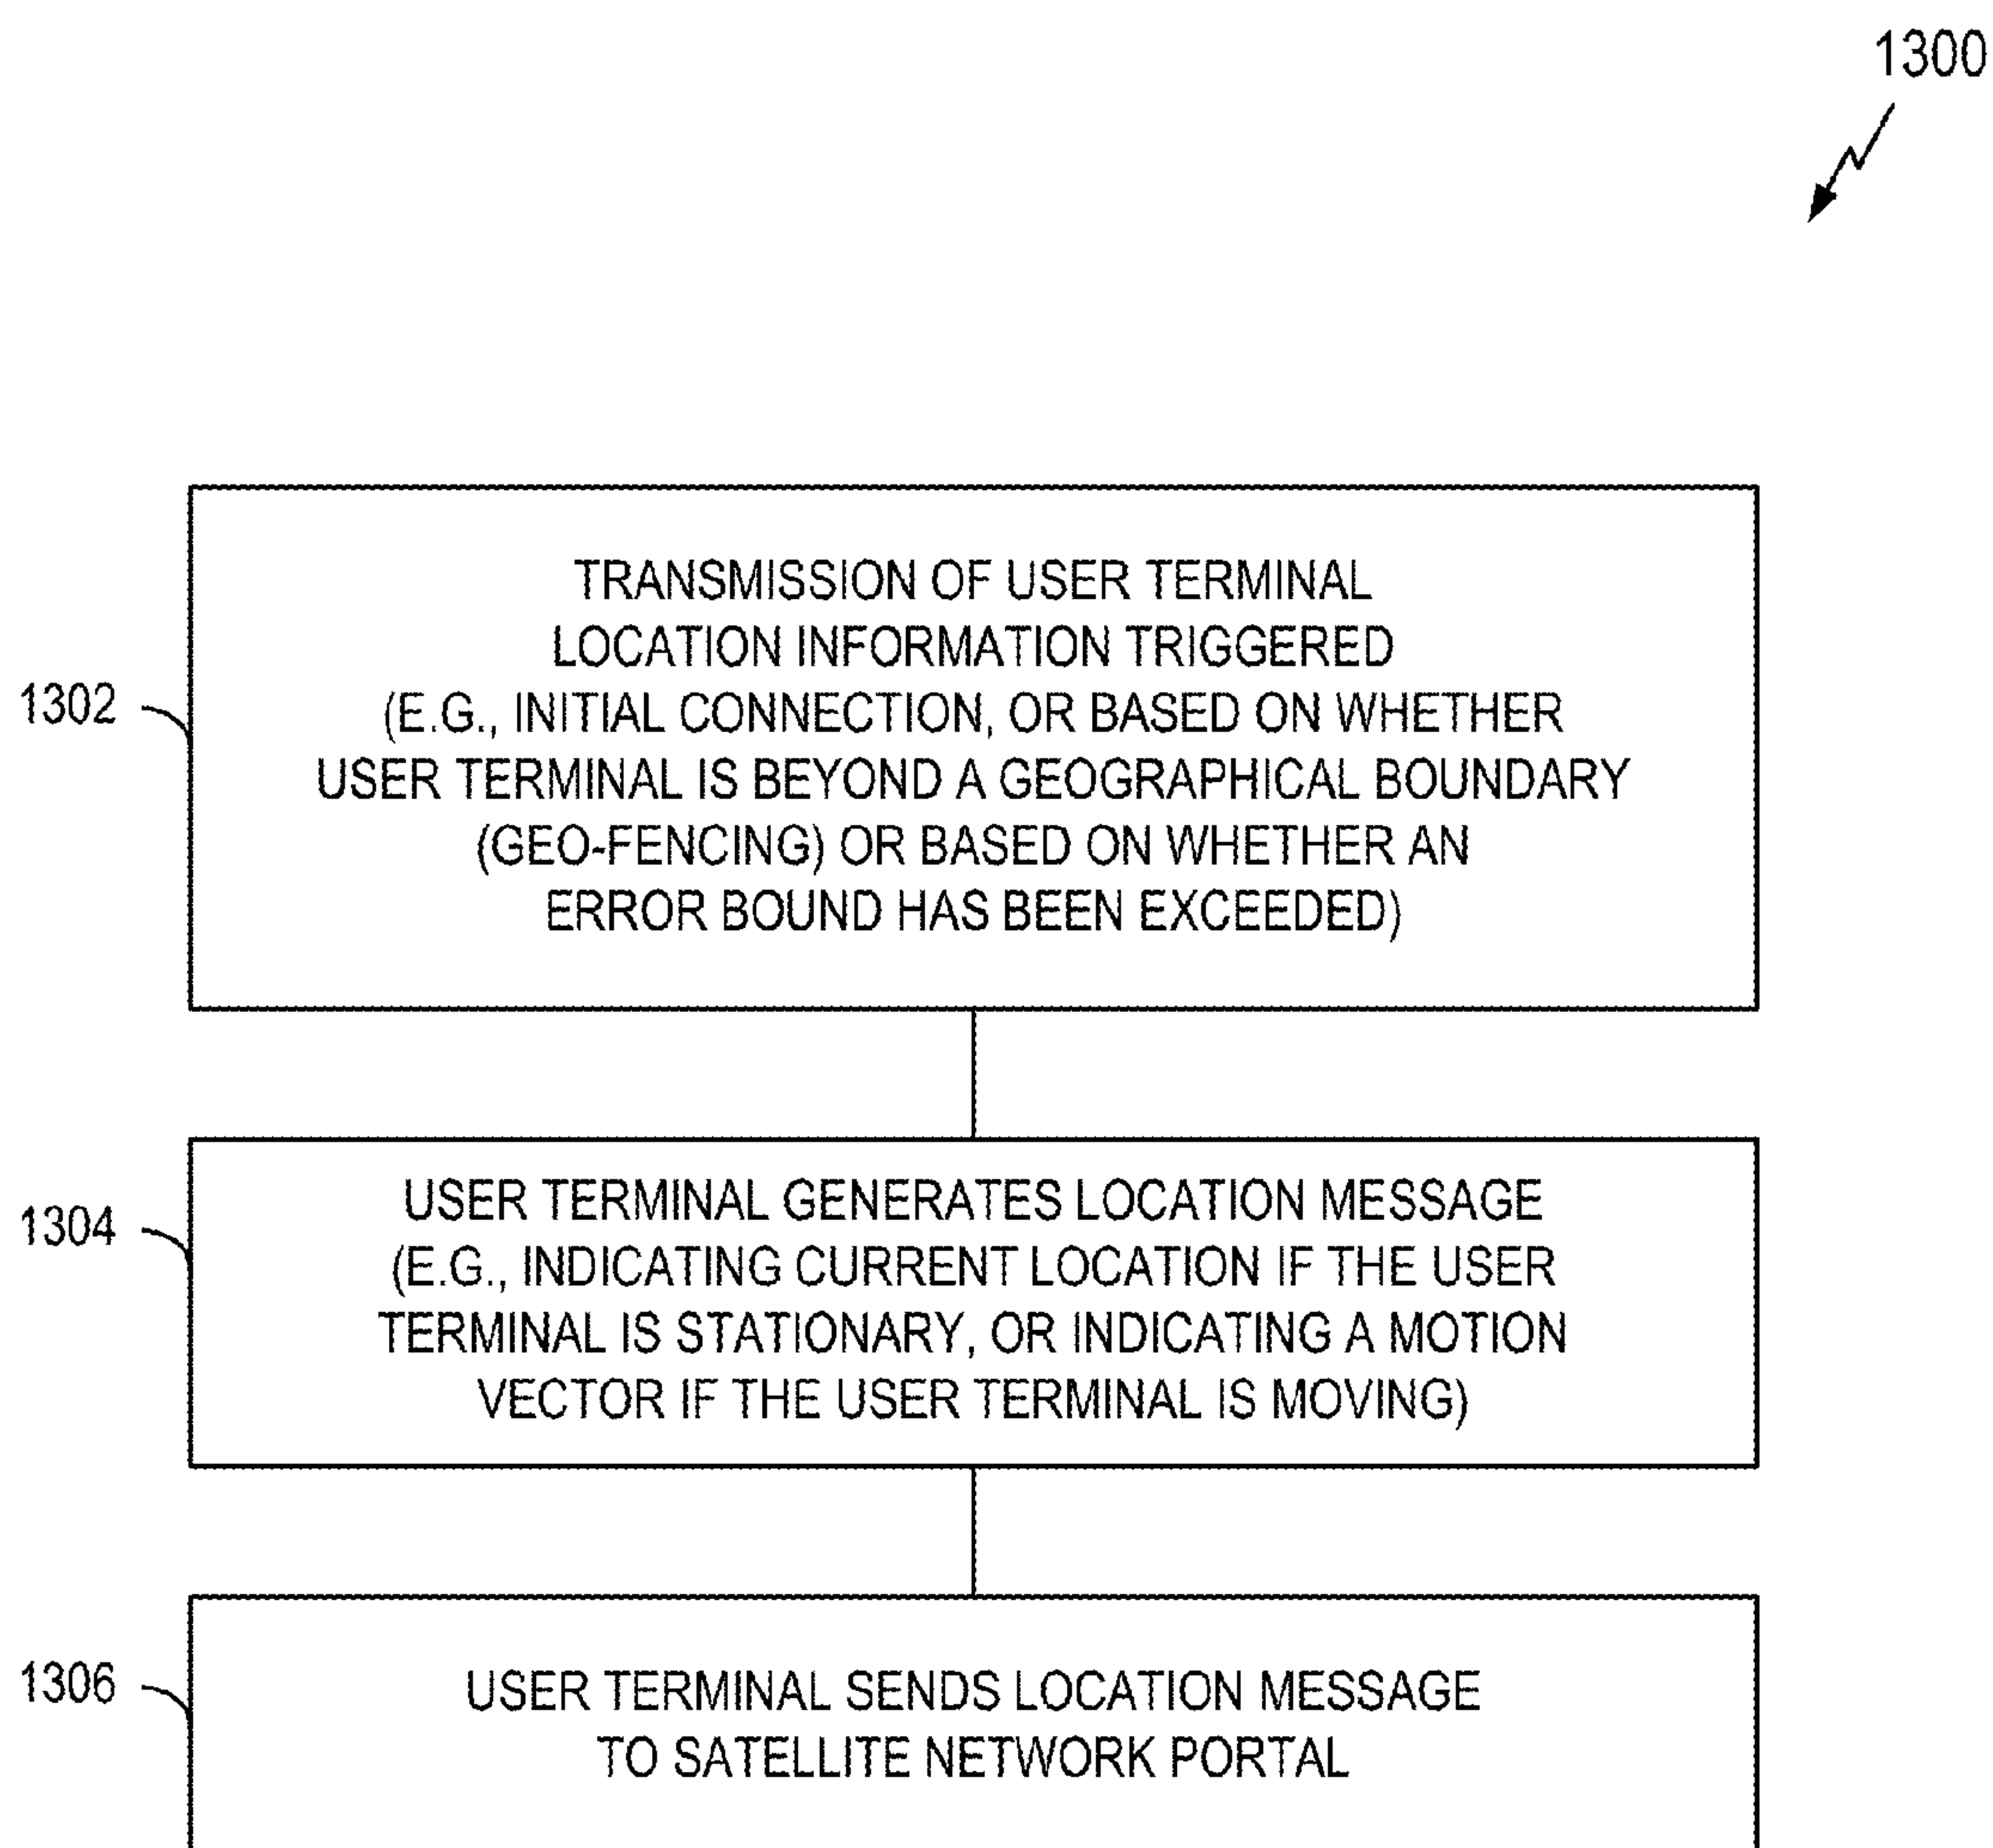 1300
TRANSMISSION OF USER TERMINAL
LOCATION INFORMATION TRIGGERED
(E.G., INITIAL CONNECTION, OR BASED ON WHETHER
USER TERMINAL IS BEYOND A GEOGRAPHICAL BOUNDARY
(GEO-FENCING) OR BASED ON WHETHER AN
ERROR BOUND HAS BEEN EXCEEDED)
1302
USER TERMINAL GENERATES LOCATION MESSAGE
(E.G., INDICATING CURRENT LOCATION IF THE USER
TERMINAL IS STATIONARY, OR INDICATING A MOTION
VECTOR IF THE USER TERMINAL IS MOVING)
1304
USER TERMINAL SENDS LOCATION MESSAGE
TO SATELLITE NETWORK PORTAL
1306